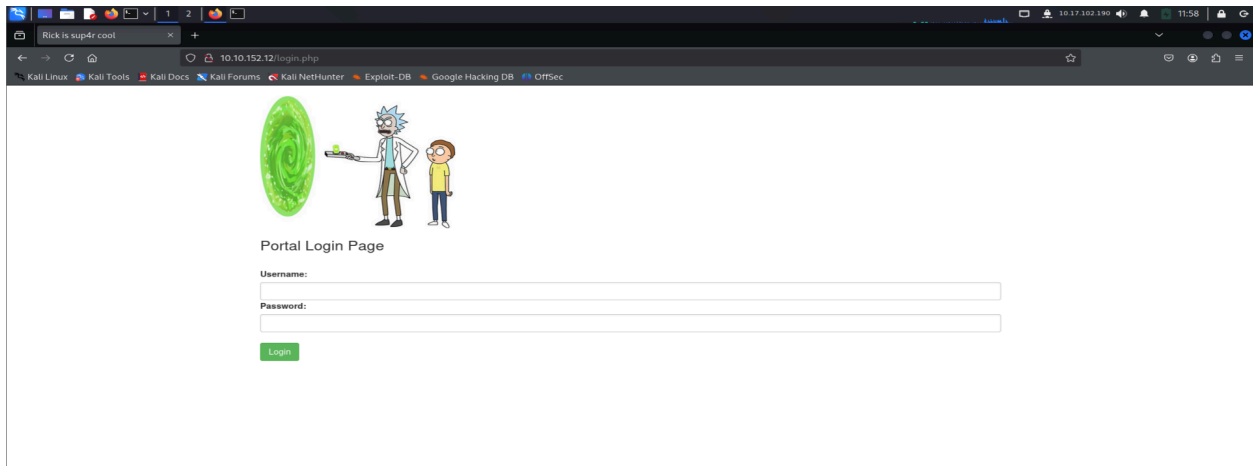 1 2 10.17.102.190 11:58
Rick is sup4r cool × +
10.10.152.12/login.php
Kali Linux Kali Tools Kali Docs Kali Forums Kali NetHunter Exploit-DB Google Hacking DB OffSec
Portal Login Page
Username:
Password:
Login